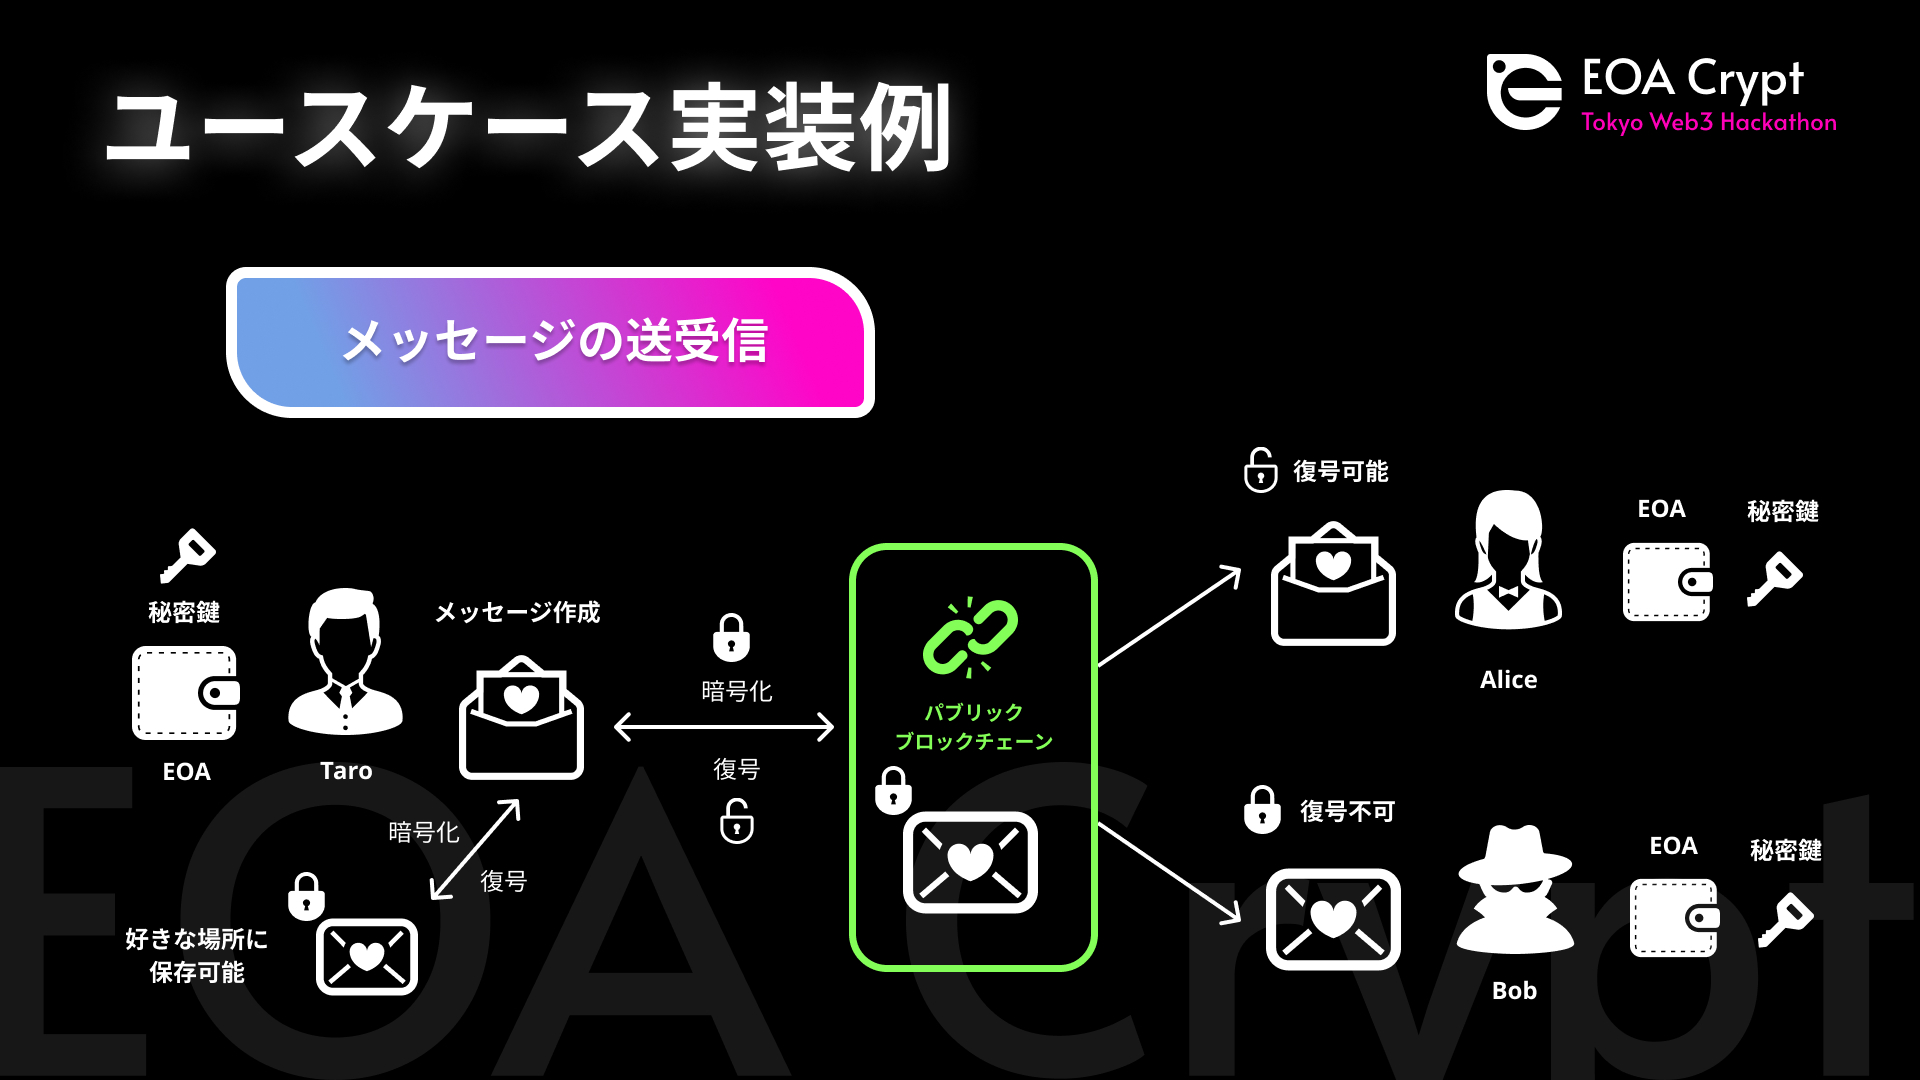 ユースケース実装例
EOA Crypt
Tokyo Web3 Hackathon
メッセージの送受信
秘密鍵
EOA
Taro
メッセージ作成
暗号化
復号
暗号化
復号
好きな場所に
保存可能
パブリック
ブロックチェーン
復号可能
Alice
EOA
秘密鍵
復号不可
Bob
EOA
秘密鍵
EOA Crypt